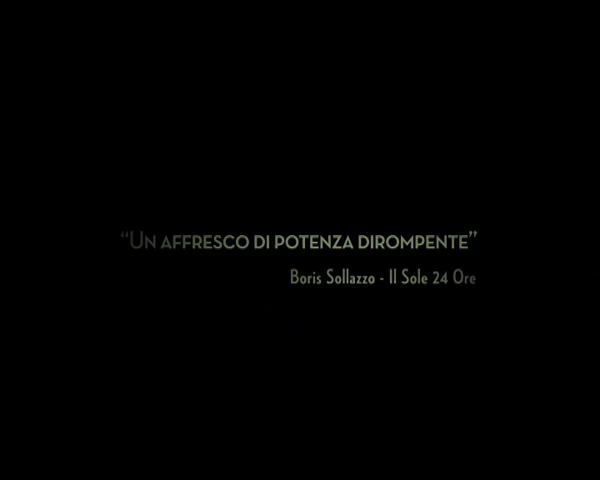 “UN AFFRESCO DI POTENZA DIROMPENTE”
Boris Sollazzo - Il Sole 24 Ore